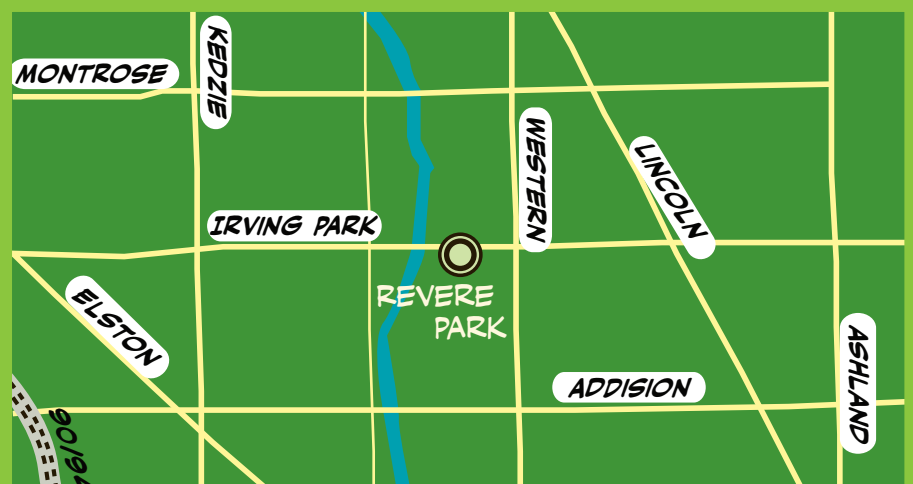 MONTROSE
KEDZIE
WESTERN
LINCOLN
IRVING PARK
REVERE
PARK
ELSTON
ADDISION
ASHLAND
90/94